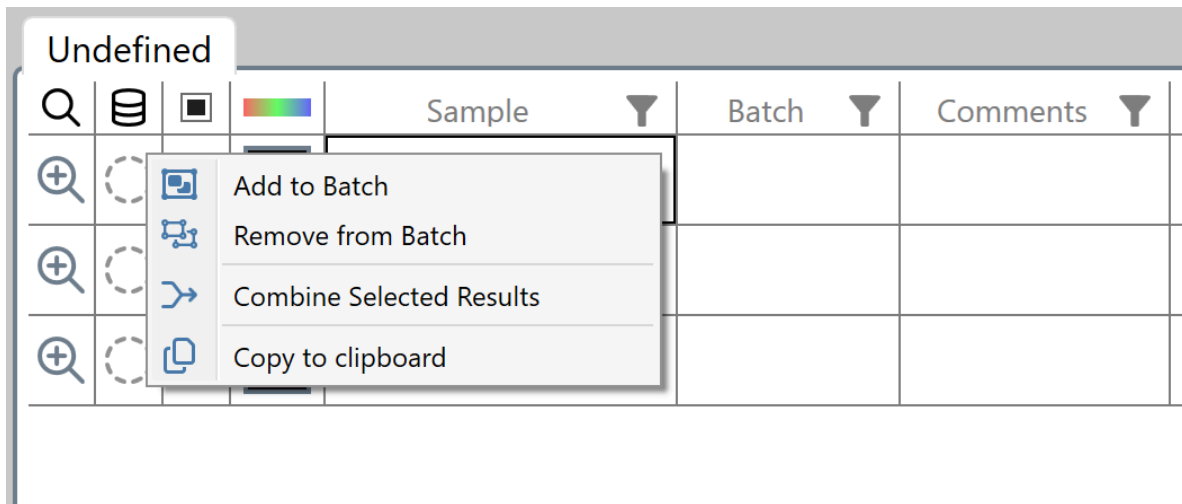 Undefined
Sample Batch Comments
Add to Batch
Remove from Batch
Combine Selected Results
Copy to clipboard